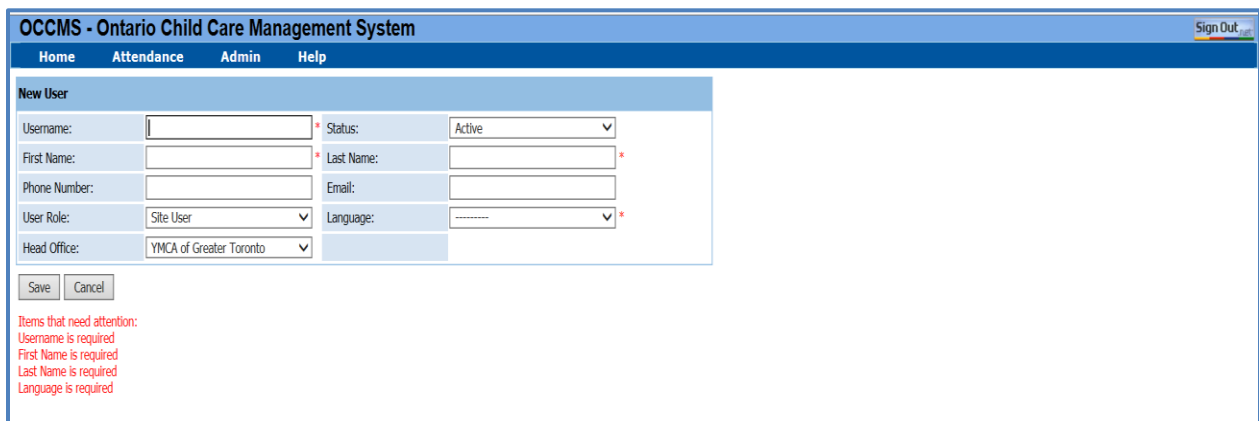 OCCMS - Ontario Child Care Management System
Sign Out .net
Home Attendance Admin Help
New User
Username: * Status: Active
First Name: * Last Name: *
Phone Number: Email:
User Role: Site User Language: --------- *
Head Office: YMCA of Greater Toronto
Save Cancel
Items that need attention:
Username is required
First Name is required
Last Name is required
Language is required